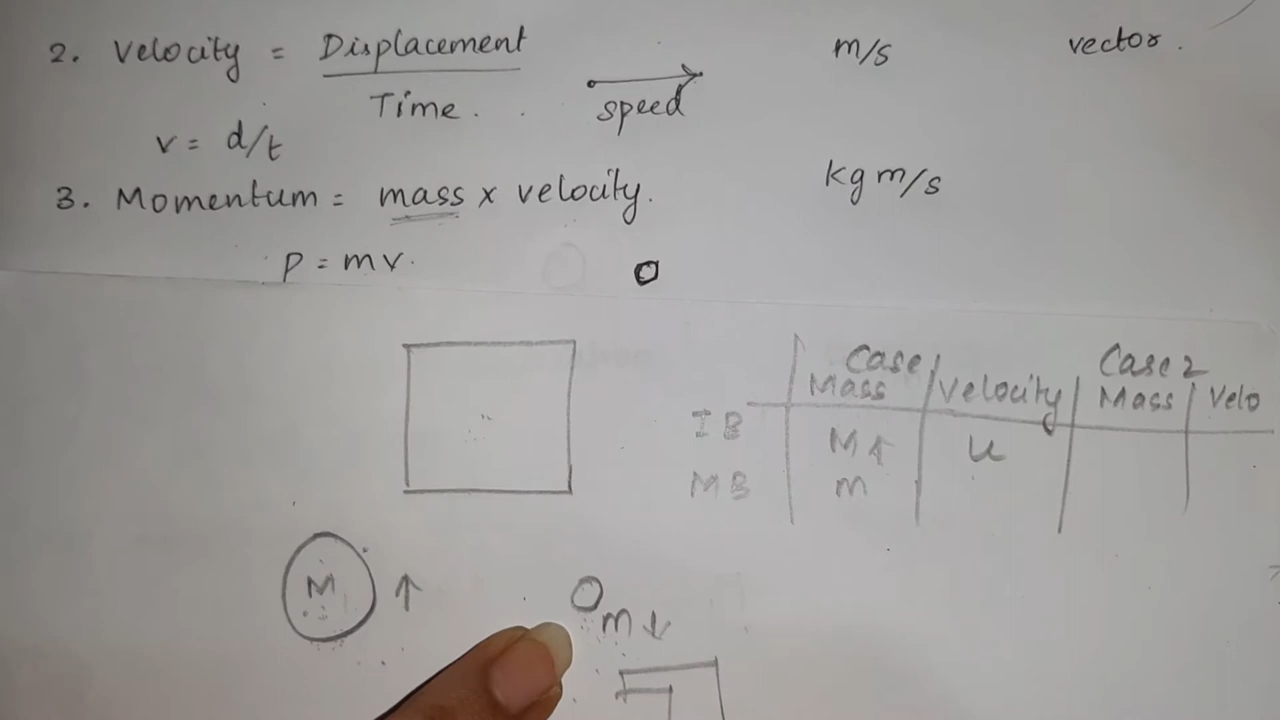 2. Velocity = Displacement m/s vector.
Time.
speed
v = d/t
3. Momentum = mass x velocity. kg m/s
P = mv.
Case 1 Case 2
Mass Velocity Mass Velo
IB M↑ u
MB m
M ↑
m↓